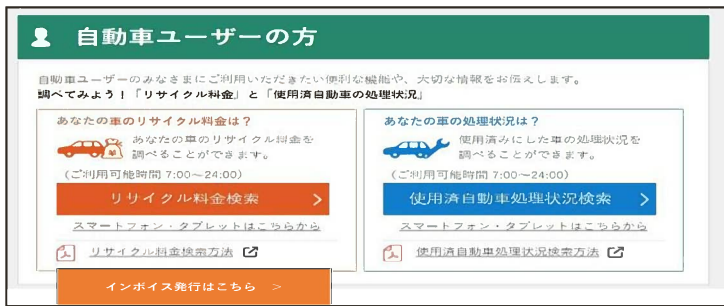 自動車ユーザーの方
自動車ユーザーのみなさまにご利用いただきたい便利な機能や、大切な情報をお伝えします。
調べてみよう!「リサイクル料金」と「使用済自動車の処理状況」
あなたの車のリサイクル料金は?
あなたの車のリサイクル料金を
調べることができます。
(ご利用可能時間 7:00~24:00)
リサイクル料金検索 >
スマートフォン・タブレットはこちらから
リサイクル料金検索方法
あなたの車の処理状況は?
使用済みにした車の処理状況を
調べることができます。
(ご利用可能時間 7:00~24:00)
使用済自動車処理状況検索 >
スマートフォン・タブレットはこちらから
使用済自動車処理状況検索方法
インボイス発行はこちら >